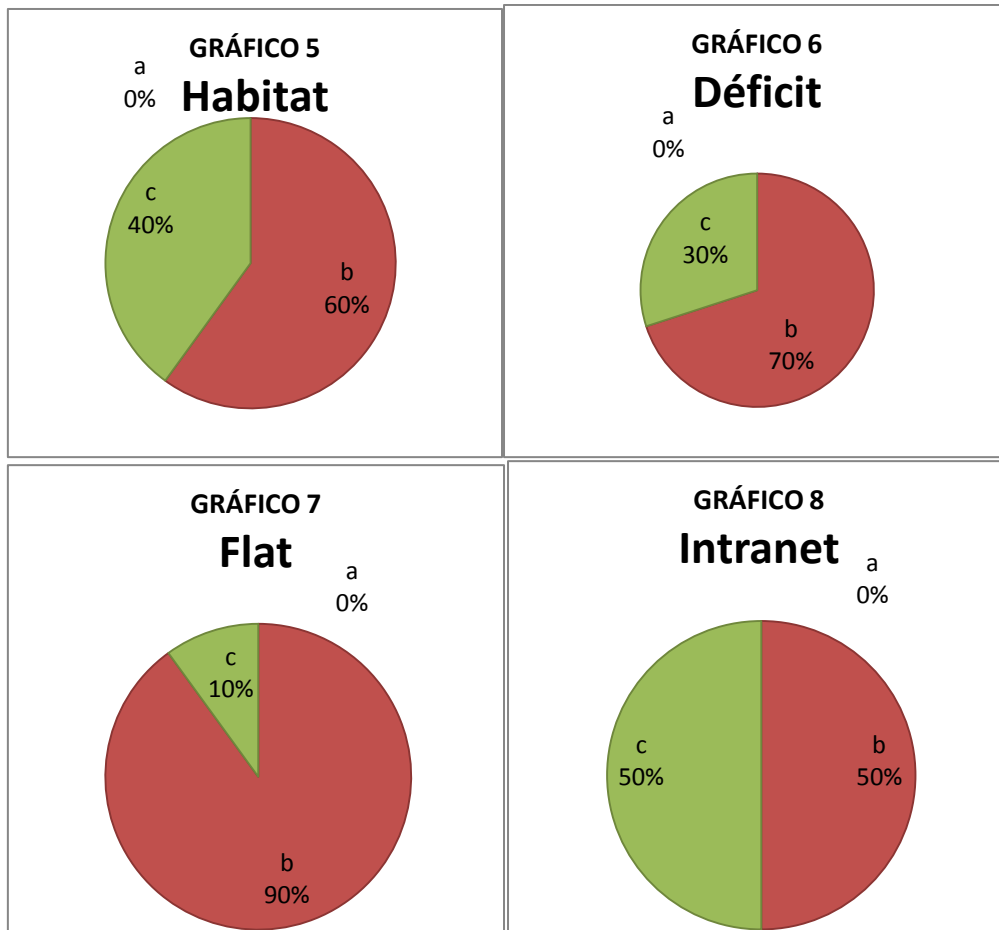 GRÁFICO 5
Habitat
a
0%
c
40%
b
60%
GRÁFICO 6
Déficit
a
0%
c
30%
b
70%
GRÁFICO 7
Flat
a
0%
c
10%
b
90%
GRÁFICO 8
Intranet
a
0%
c
50%
b
50%